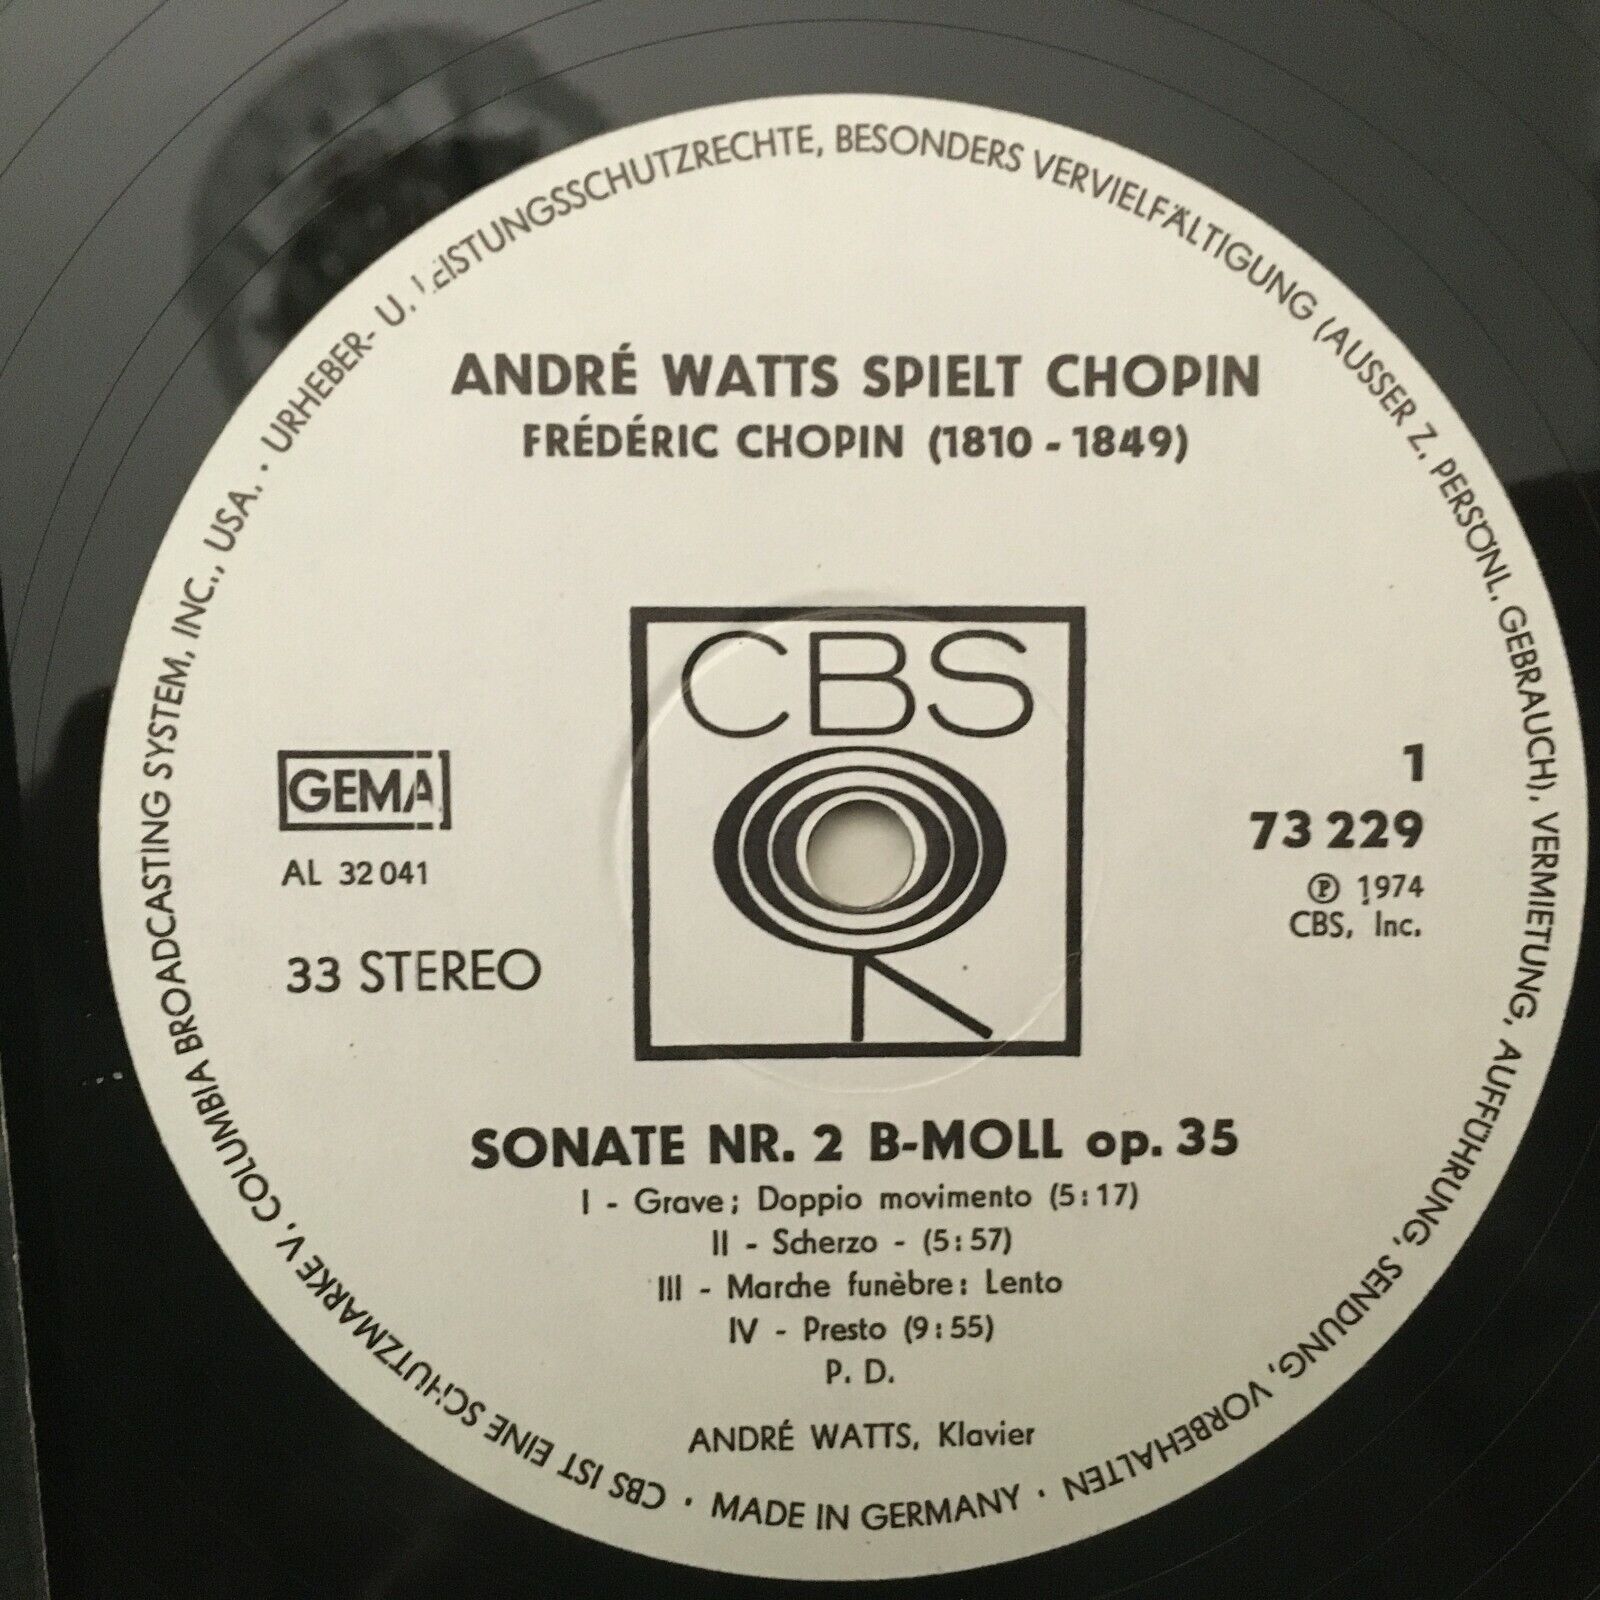 ANDRÉ WATTS SPIELT CHOPIN
FRÉDÉRIC CHOPIN (1810 - 1849)
CBS
GEMA
AL 32 041
33 STEREO
1
73 229
℗ 1974
CBS, Inc.
SONATE NR. 2 B-MOLL op. 35
I - Grave; Doppio movimento (5:17)
II - Scherzo - (5:57)
III - Marche funèbre: Lento
IV - Presto (9:55)
P. D.
ANDRÉ WATTS, Klavier
CBS IST EINE SCHUTZMARKE V. COLUMBIA BROADCASTING SYSTEM, INC., USA. · URHEBER- U. LEISTUNGSSCHUTZRECHTE, BESONDERS VERVIELFÄLTIGUNG (AUSSER Z. PERSÖNL. GEBRAUCH), VERMIETUNG, AUFFÜHRUNG, SENDUNG, VORBEHALTEN · MADE IN GERMANY ·